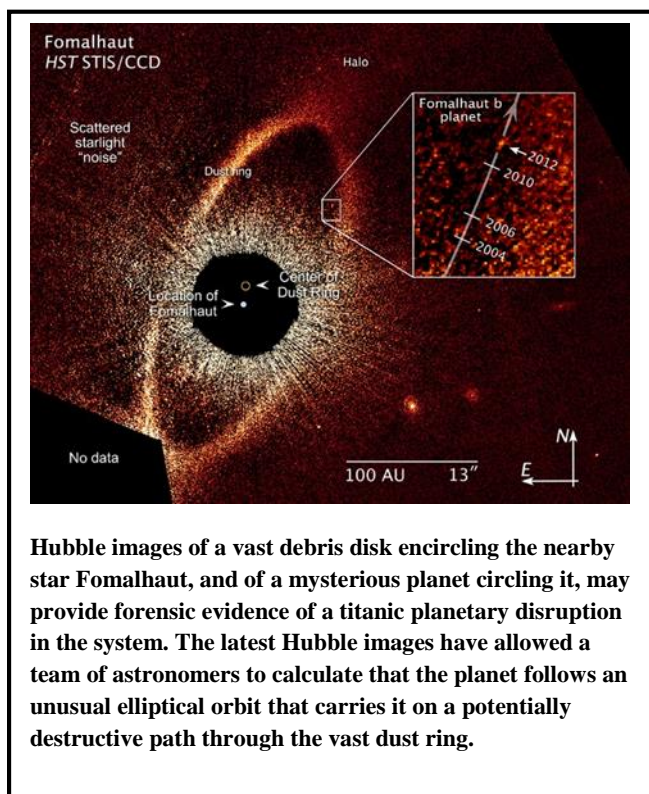 Fomalhaut
HST STIS/CCD
Halo
Scattered
starlight
"noise"
Dust ring
Fomalhaut b
planet
2012
2010
2006
2004
Center of
Dust Ring
Location of
Fomalhaut
No data
100 AU
13"
N
E
Hubble images of a vast debris disk encircling the nearby
star Fomalhaut, and of a mysterious planet circling it, may
provide forensic evidence of a titanic planetary disruption
in the system. The latest Hubble images have allowed a
team of astronomers to calculate that the planet follows an
unusual elliptical orbit that carries it on a potentially
destructive path through the vast dust ring.